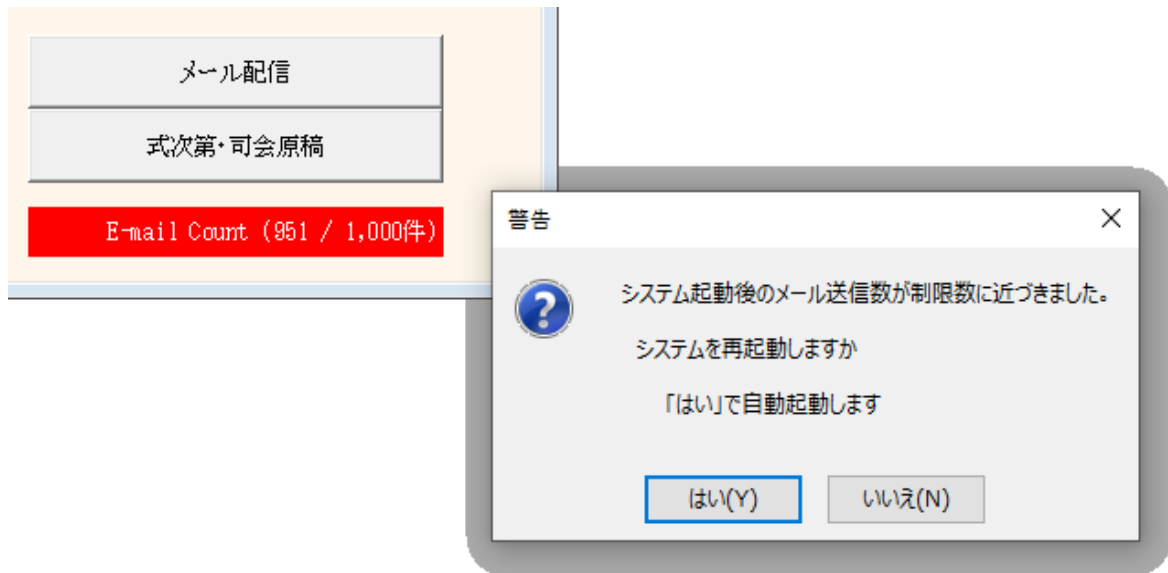 メール配信
式次第・司会原稿
E-mail Count (951 / 1,000件)
警告
システム起動後のメール送信数が制限数に近づきました。
システムを再起動しますか
「はい」で自動起動します
はい(Y)
いいえ(N)